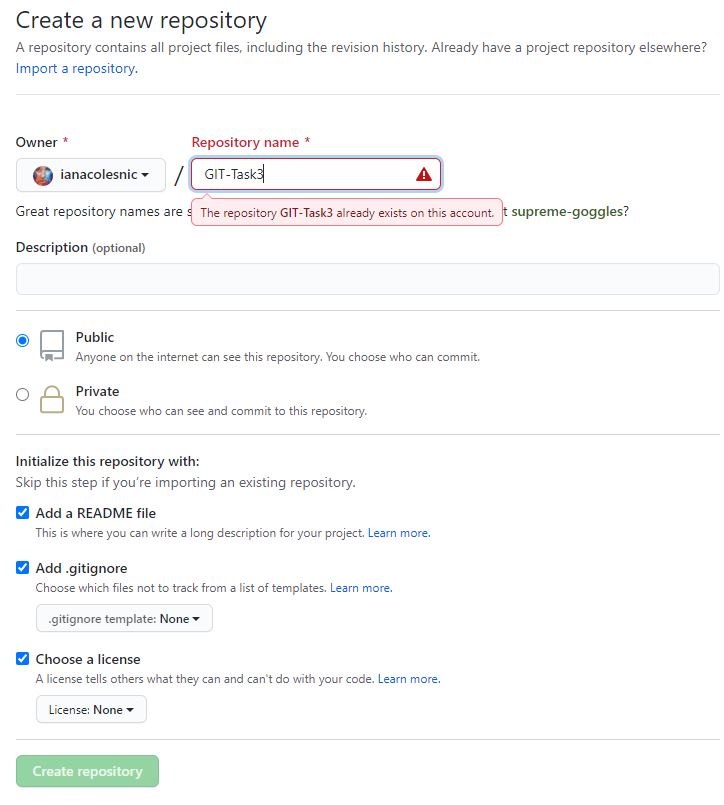 Create a new repository
A repository contains all project files, including the revision history. Already have a project repository elsewhere?
Import a repository.
Owner * Repository name *
ianacolesnic / GIT-Task3
Great repository names are The repository GIT-Task3 already exists on this account. supreme-goggles?
Description (optional)
Public
Anyone on the internet can see this repository. You choose who can commit.
Private
You choose who can see and commit to this repository.
Initialize this repository with:
Skip this step if you're importing an existing repository.
Add a README file
This is where you can write a long description for your project. Learn more.
Add .gitignore
Choose which files not to track from a list of templates. Learn more.
.gitignore template: None
Choose a license
A license tells others what they can and can't do with your code. Learn more.
License: None
Create repository